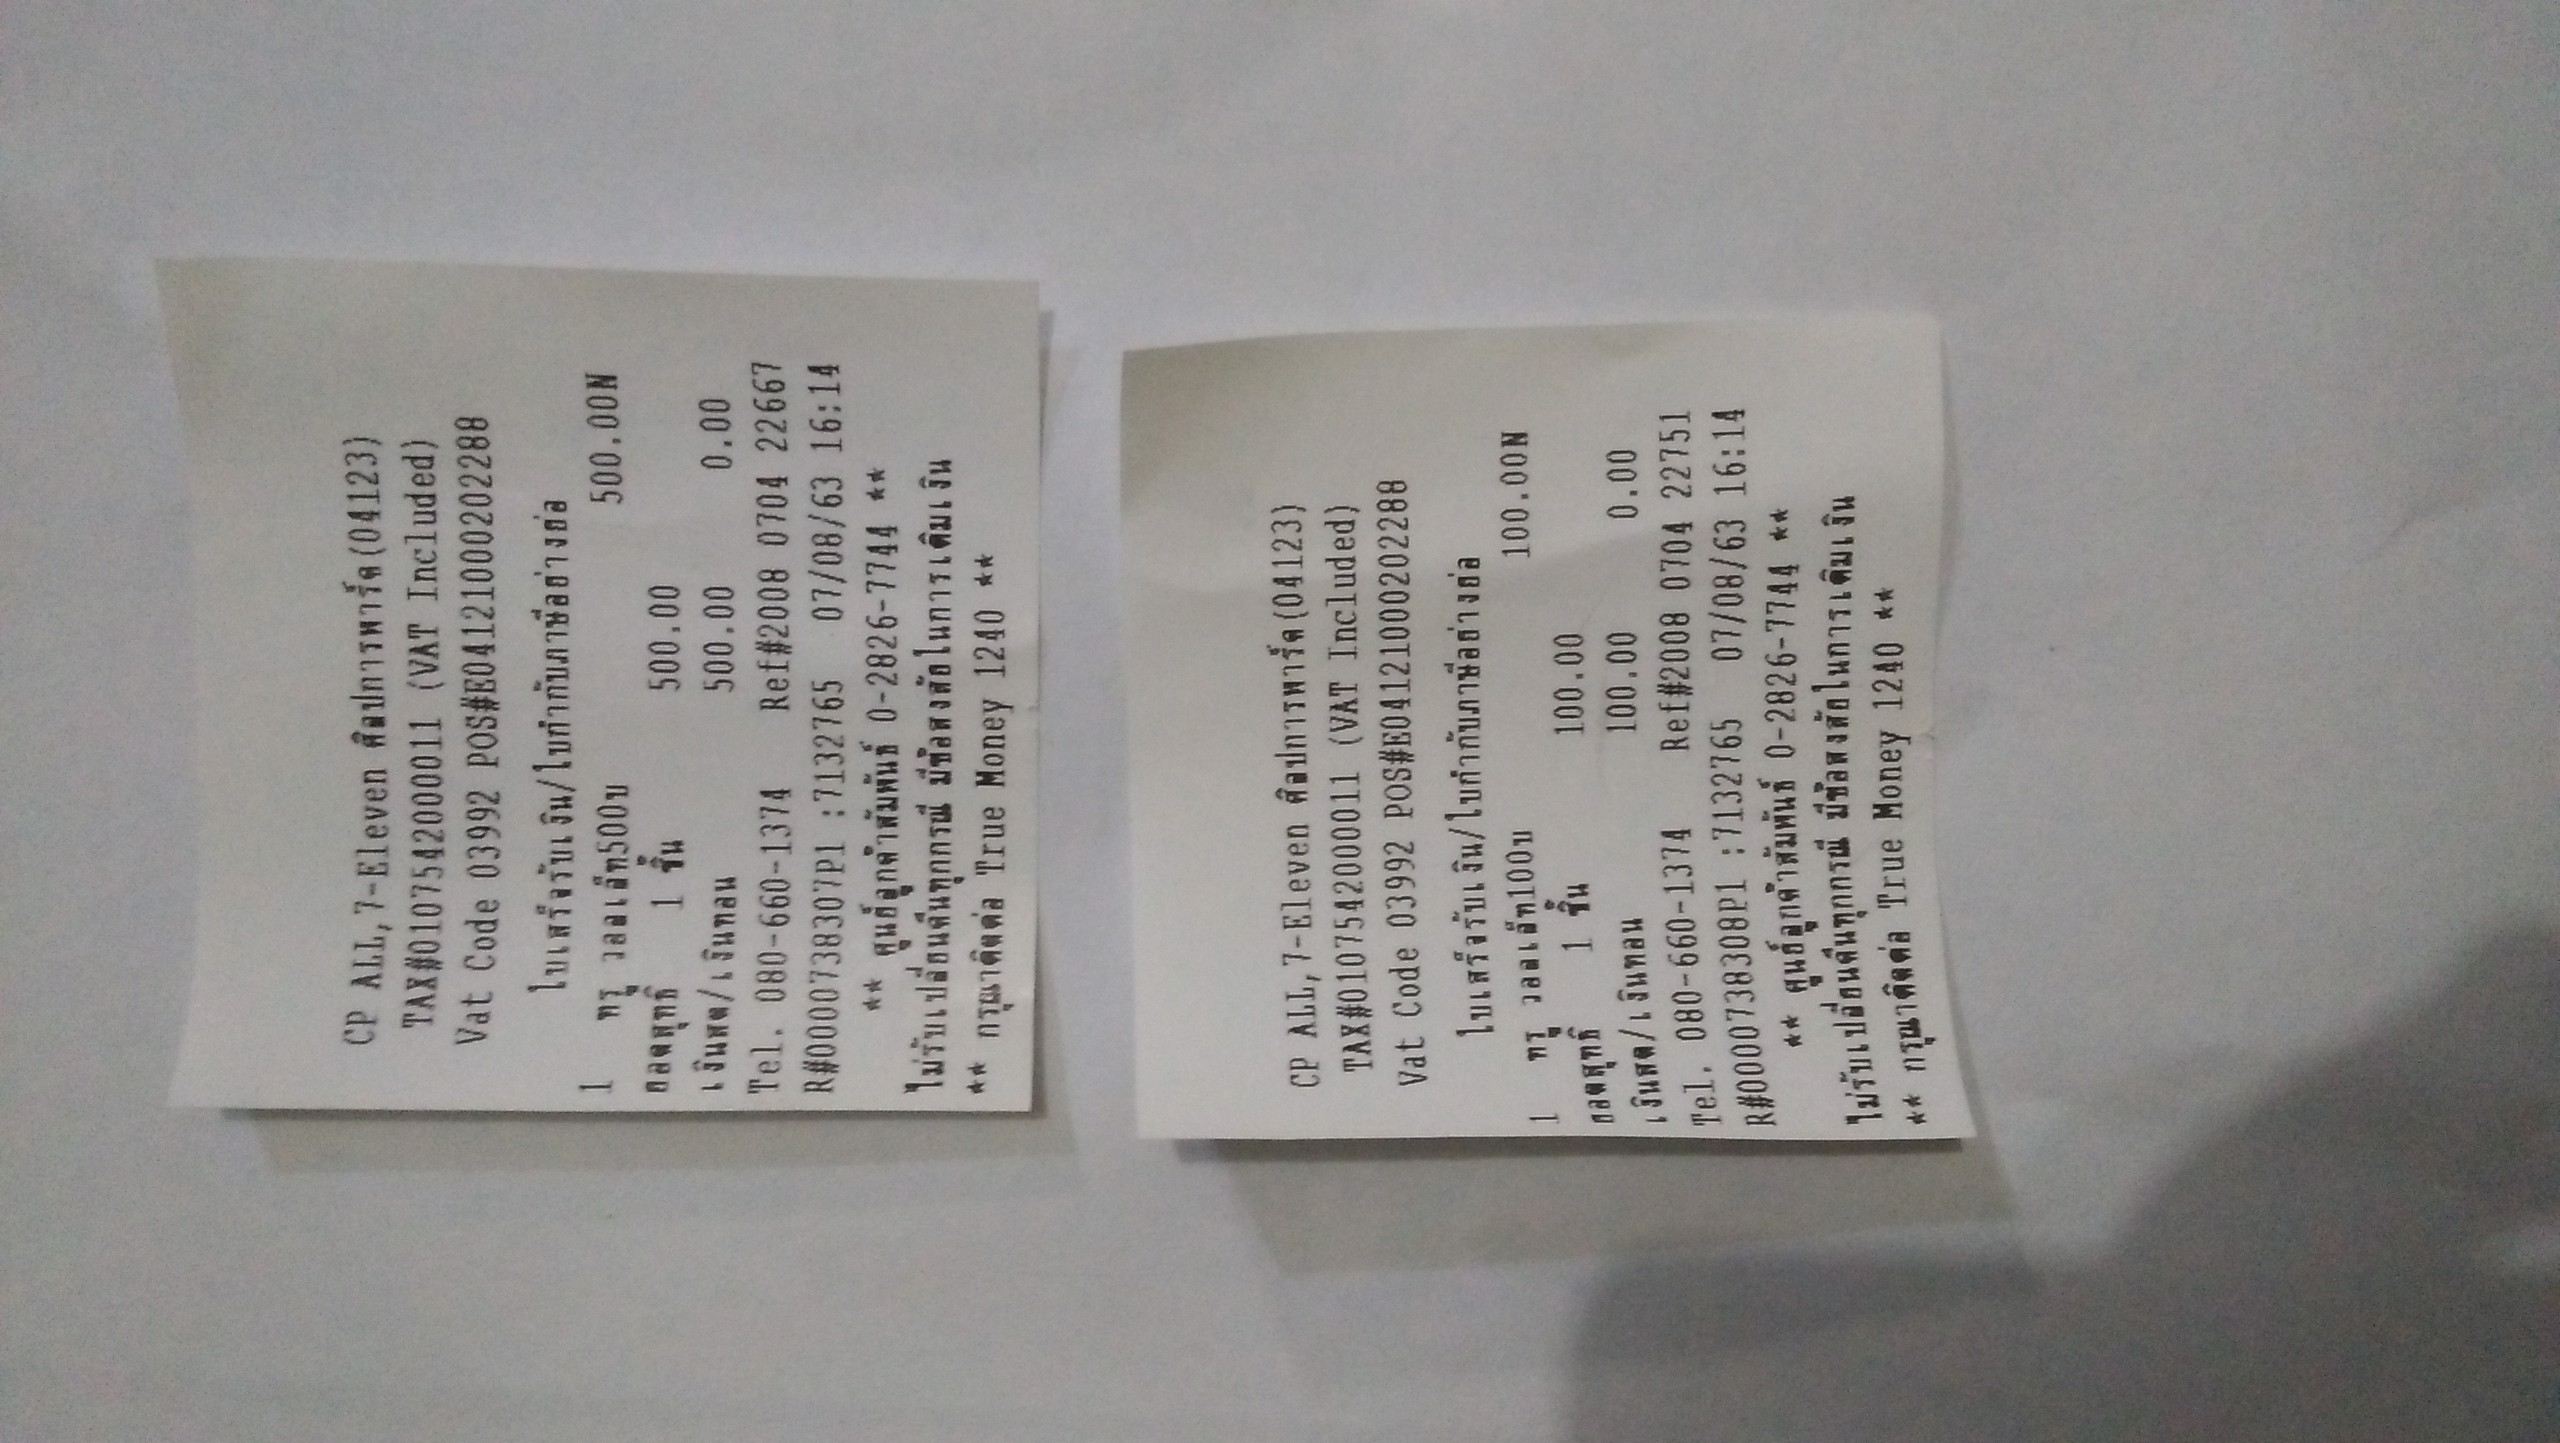 CP ALL,7-Eleven ศิลปการพาร์ค(04123)
TAX#0107542000011 (VAT Included)
Vat Code 03992 POS#E041210002022​88
ใบเสร็จรับเงิน/ใบกำกับภาษีอย่างย่อ
1 ทรู วอลเล็ท500บ 500.00N
ยอดสุทธิ 1 ชิ้น 500.00
เงินสด/เงินทอน 500.00 0.00
Tel. 080-660-1374 Ref#2008 0704 22667
R#0000738307P1 :7132765 07/08/63 16:14
** ศูนย์ลูกค้าสัมพันธ์ 0-2826-7744 **
ไม่รับเปลี่ยนคืนทุกกรณี มีข้อสงสัยในการเติมเงิน
** กรุณาติดต่อ True Money 1240 **
CP ALL,7-Eleven ศิลปการพาร์ค(04123)
TAX#0107542000011 (VAT Included)
Vat Code 03992 POS#E04121000202288
ใบเสร็จรับเงิน/ใบกำกับภาษีอย่างย่อ
1 ทรู วอลเล็ท100บ 100.00N
ยอดสุทธิ 1 ชิ้น 100.00
เงินสด/เงินทอน 100.00 0.00
Tel. 080-660-1374 Ref#2008 0704 22751
R#0000738308P1 :7132765 07/08/63 16:14
** ศูนย์ลูกค้าสัมพันธ์ 0-2826-7744 **
ไม่รับเปลี่ยนคืนทุกกรณี มีข้อสงสัยในการเติมเงิน
** กรุณาติดต่อ True Money 1240 **